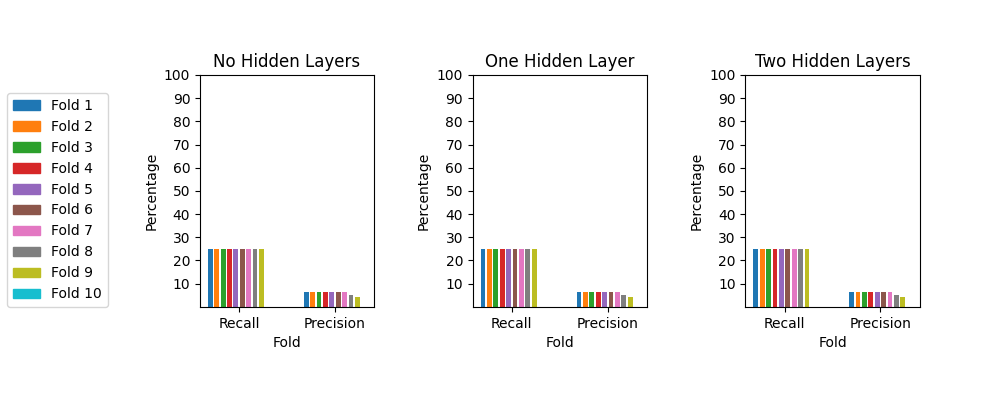 Fold 1
Fold 2
Fold 3
Fold 4
Fold 5
Fold 6
Fold 7
Fold 8
Fold 9
Fold 10
No Hidden Layers
100
90
80
70
60
50
40
30
20
10
Percentage
Recall Precision
Fold
One Hidden Layer
100
90
80
70
60
50
40
30
20
10
Percentage
Recall Precision
Fold
Two Hidden Layers
100
90
80
70
60
50
40
30
20
10
Percentage
Recall Precision
Fold